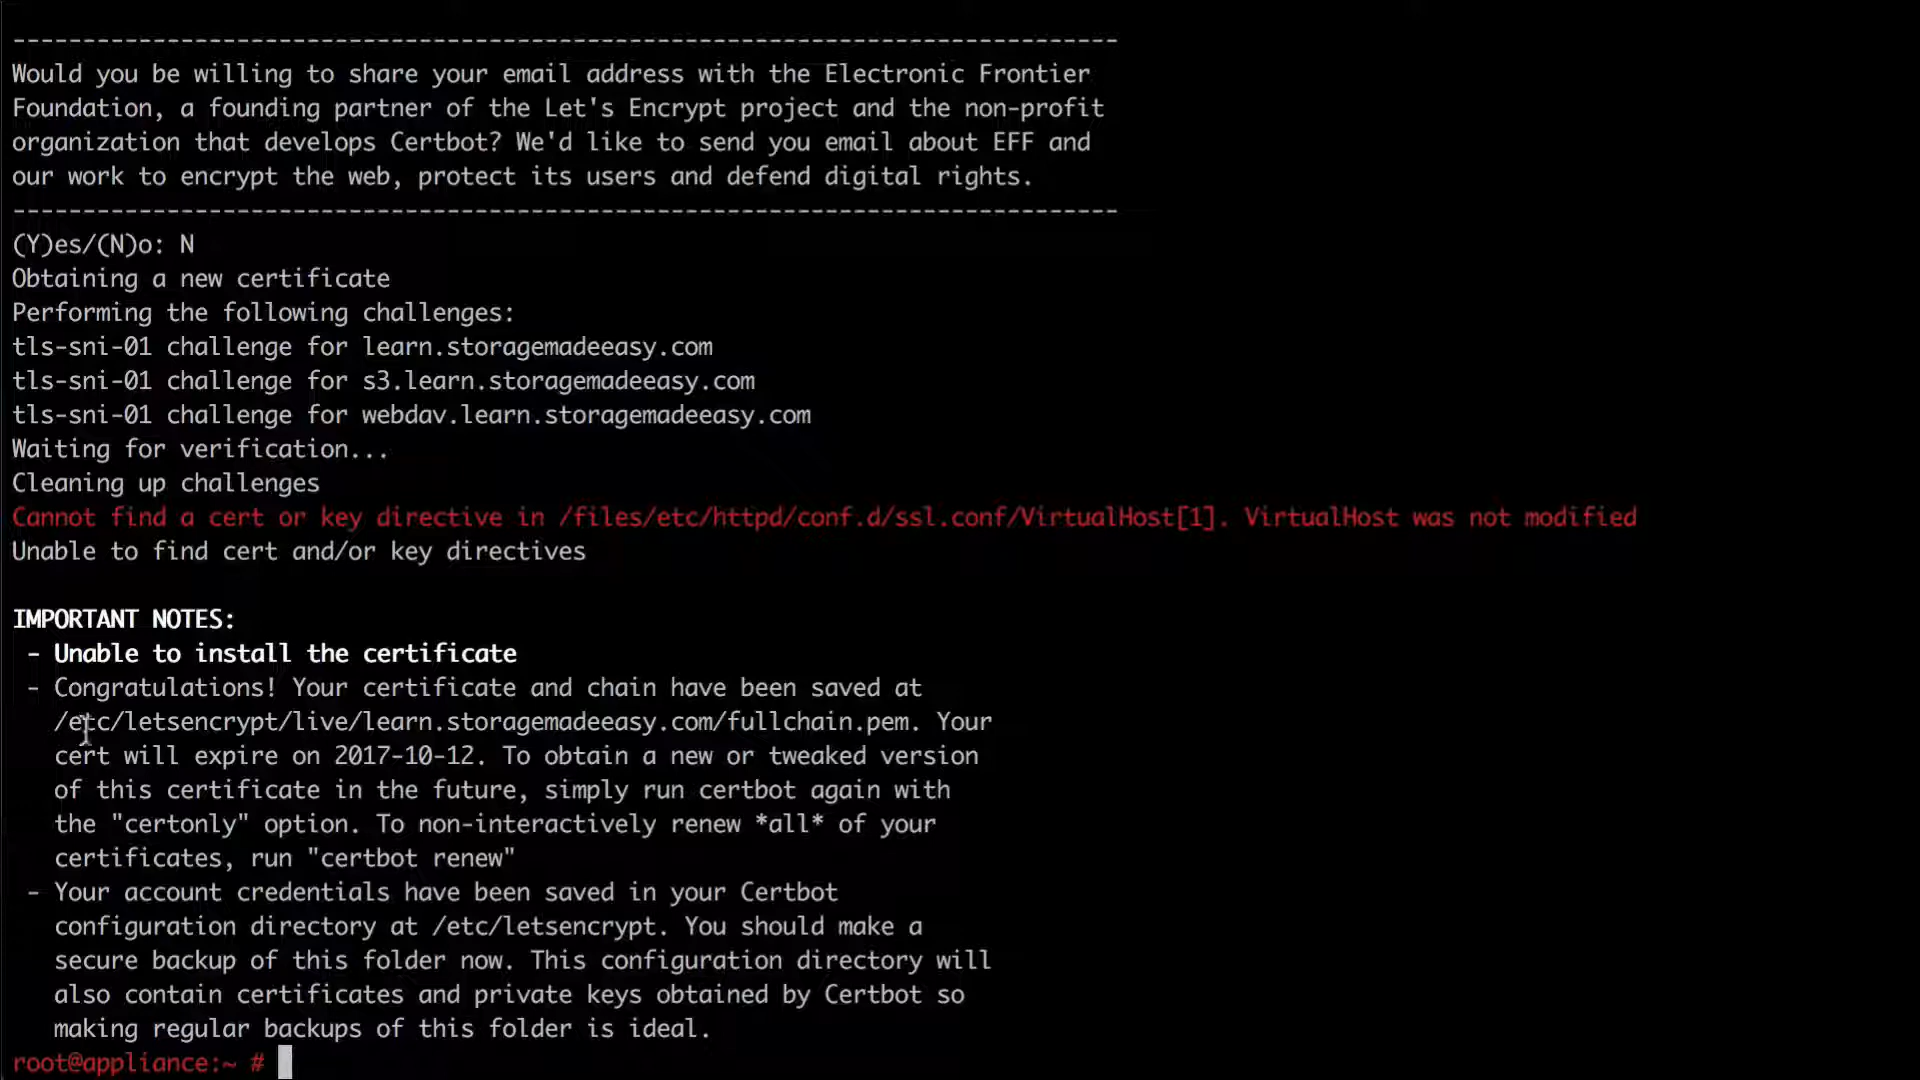 -------------------------------------------------------------------------------
Would you be willing to share your email address with the Electronic Frontier
Foundation, a founding partner of the Let's Encrypt project and the non-profit
organization that develops Certbot? We'd like to send you email about EFF and
our work to encrypt the web, protect its users and defend digital rights.
-------------------------------------------------------------------------------
(Y)es/(N)o: N
Obtaining a new certificate
Performing the following challenges:
tls-sni-01 challenge for learn.storagemadeeasy.com
tls-sni-01 challenge for s3.learn.storagemadeeasy.com
tls-sni-01 challenge for webdav.learn.storagemadeeasy.com
Waiting for verification...
Cleaning up challenges
Cannot find a cert or key directive in /files/etc/httpd/conf.d/ssl.conf/VirtualHost[1]. VirtualHost was not modified
Unable to find cert and/or key directives
IMPORTANT NOTES:
- Unable to install the certificate
- Congratulations! Your certificate and chain have been saved at
/etc/letsencrypt/live/learn.storagemadeeasy.com/fullchain.pem. Your
cert will expire on 2017-10-12. To obtain a new or tweaked version
of this certificate in the future, simply run certbot again with
the "certonly" option. To non-interactively renew *all* of your
certificates, run "certbot renew"
- Your account credentials have been saved in your Certbot
configuration directory at /etc/letsencrypt. You should make a
secure backup of this folder now. This configuration directory will
also contain certificates and private keys obtained by Certbot so
making regular backups of this folder is ideal.
root@appliance:~ #